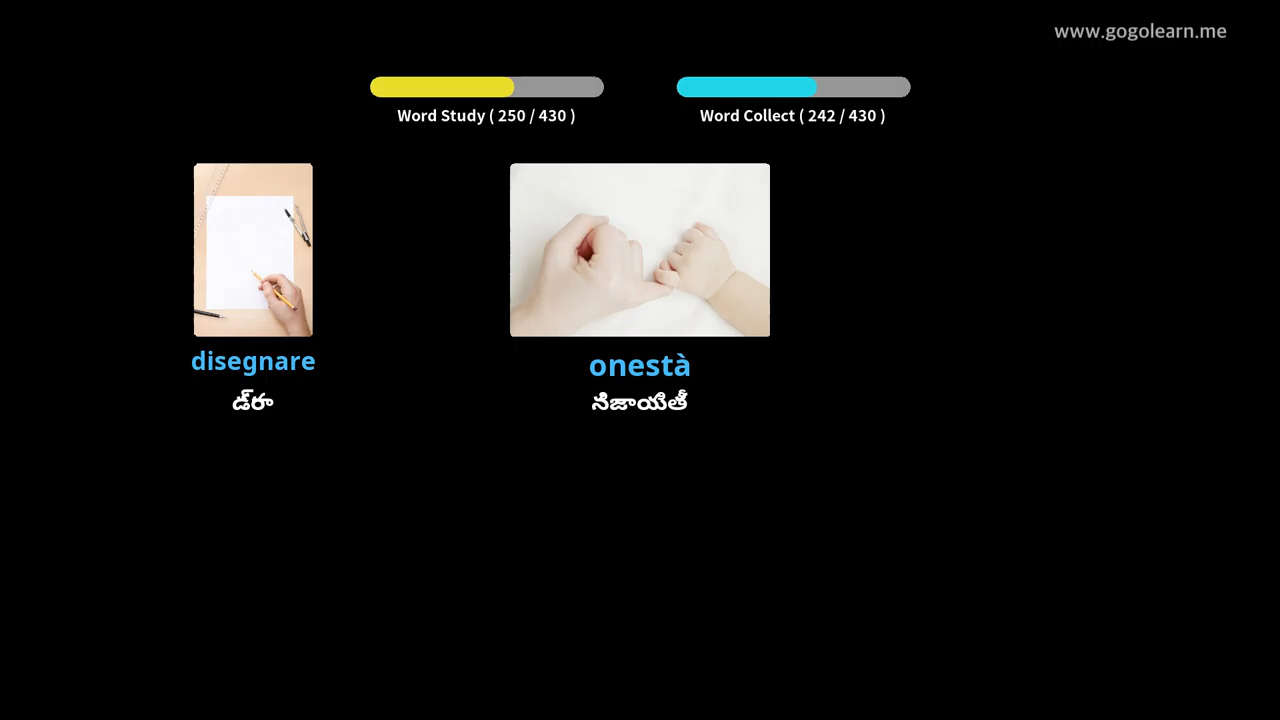 www.gogolearn.me
Word Study ( 250 / 430 )
Word Collect ( 242 / 430 )
disegnare
డ్రా
onestà
నిజాయితీ